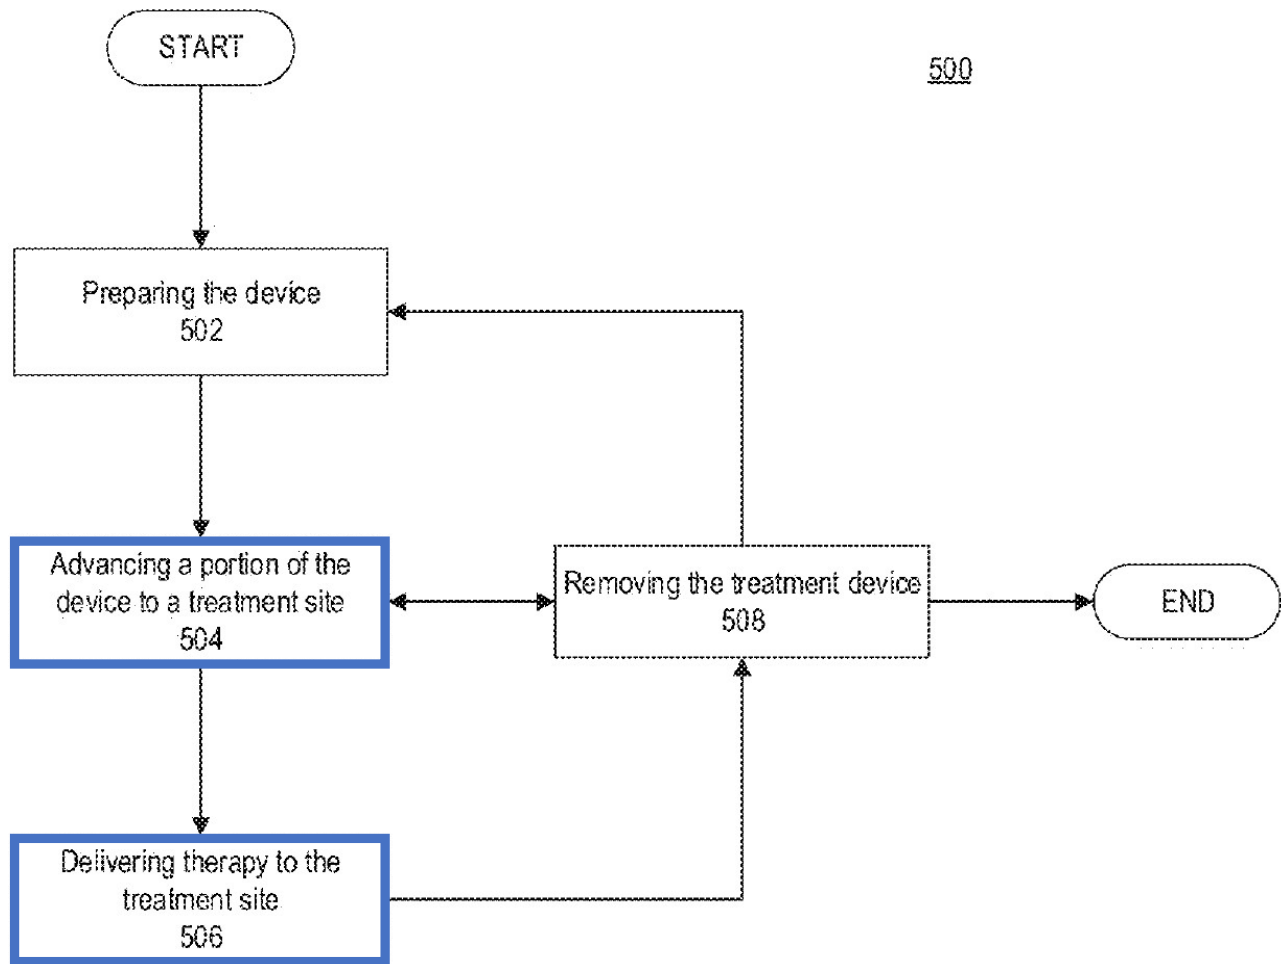 START
500
Preparing the device
502
Advancing a portion of the
device to a treatment site
504
Removing the treatment device
508
END
Delivering therapy to the
treatment site
506